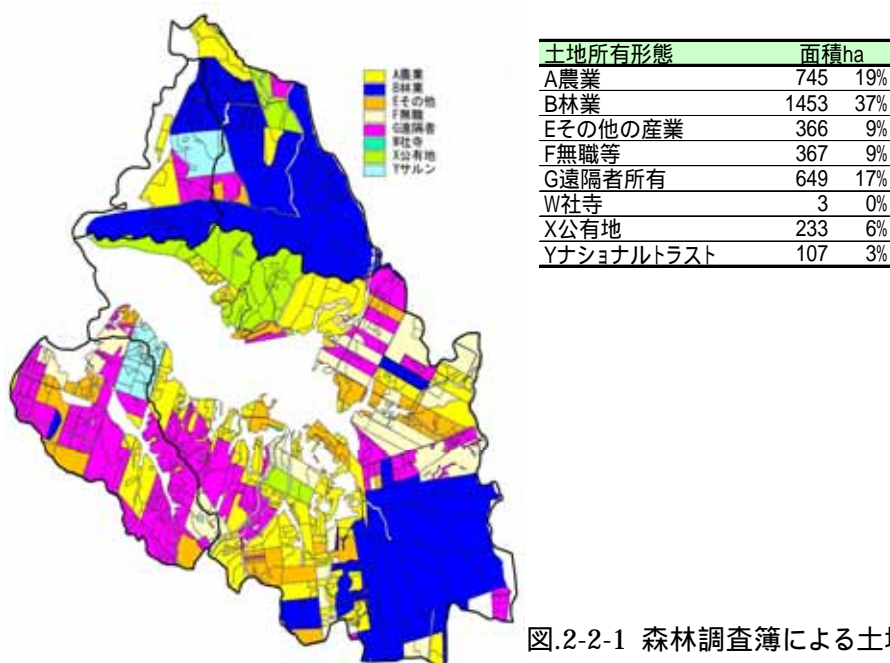 A農業
B林業
Eその他
F無職
G遠隔者
W社寺
X公有地
Yサルン
土地所有形態 面積ha
A農業 745 19%
B林業 1453 37%
Eその他の産業 366 9%
F無職等 367 9%
G遠隔者所有 649 17%
W社寺 3 0%
X公有地 233 6%
Yナショナルトラスト 107 3%
図.2-2-1 森林調査簿による土